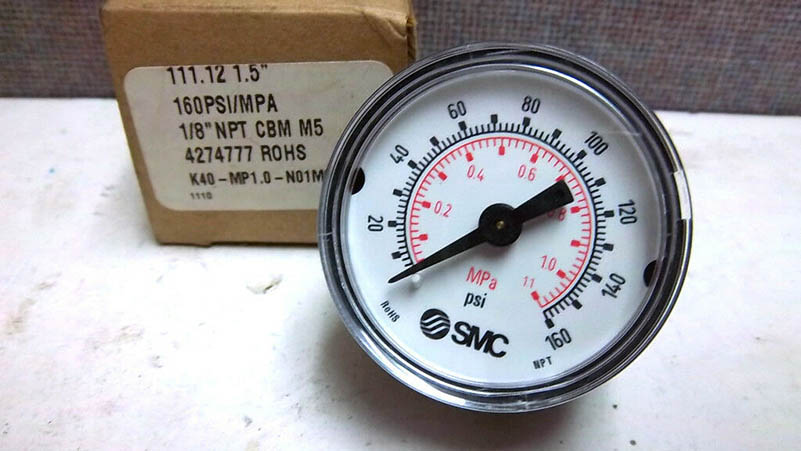 111.12 1.5"
160PSI/MPA
1/8" NPT CBM M5
4274777 ROHS
K40-MP1.0-N01M
1110
20
40
60
80
100
120
140
160
0.2
0.4
0.6
0.8
1.0
1.1
MPa
psi
SMC
RoHS
NPT